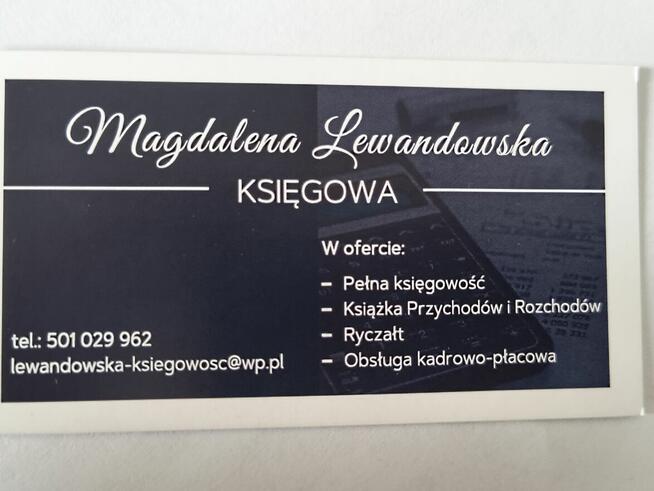 Magdalena Lewandowska
KSIĘGOWA
W ofercie:
– Pełna księgowość
– Książka Przychodów i Rozchodów
– Ryczałt
– Obsługa kadrowo-płacowa
tel.: 501 029 962
lewandowska-ksiegowosc@wp.pl